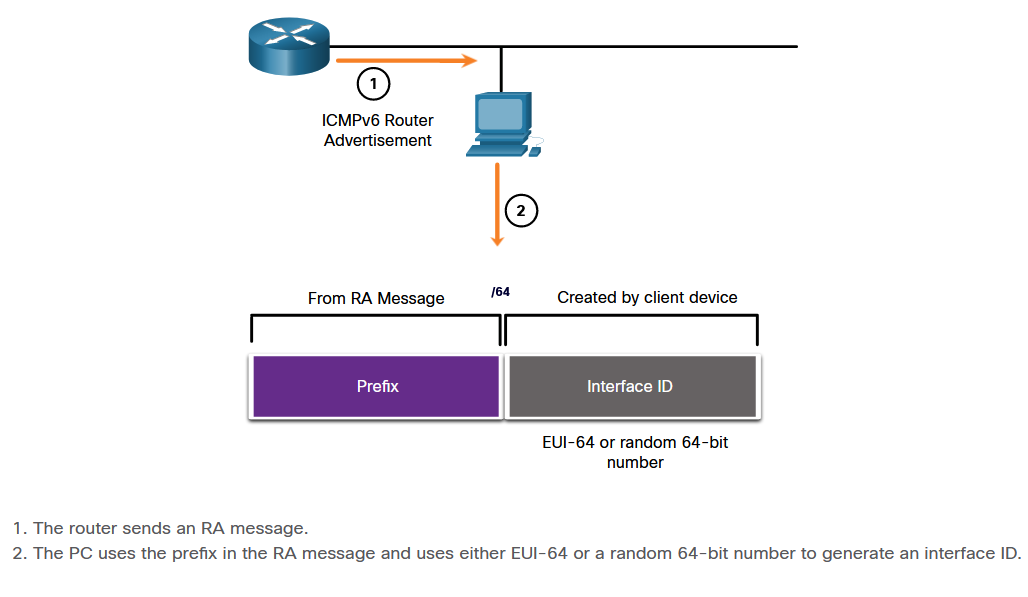 1
ICMPv6 Router
Advertisement
2
From RA Message
/64
Created by client device
Prefix
Interface ID
EUI-64 or random 64-bit
number
1. The router sends an RA message.
2. The PC uses the prefix in the RA message and uses either EUI-64 or a random 64-bit number to generate an interface ID.